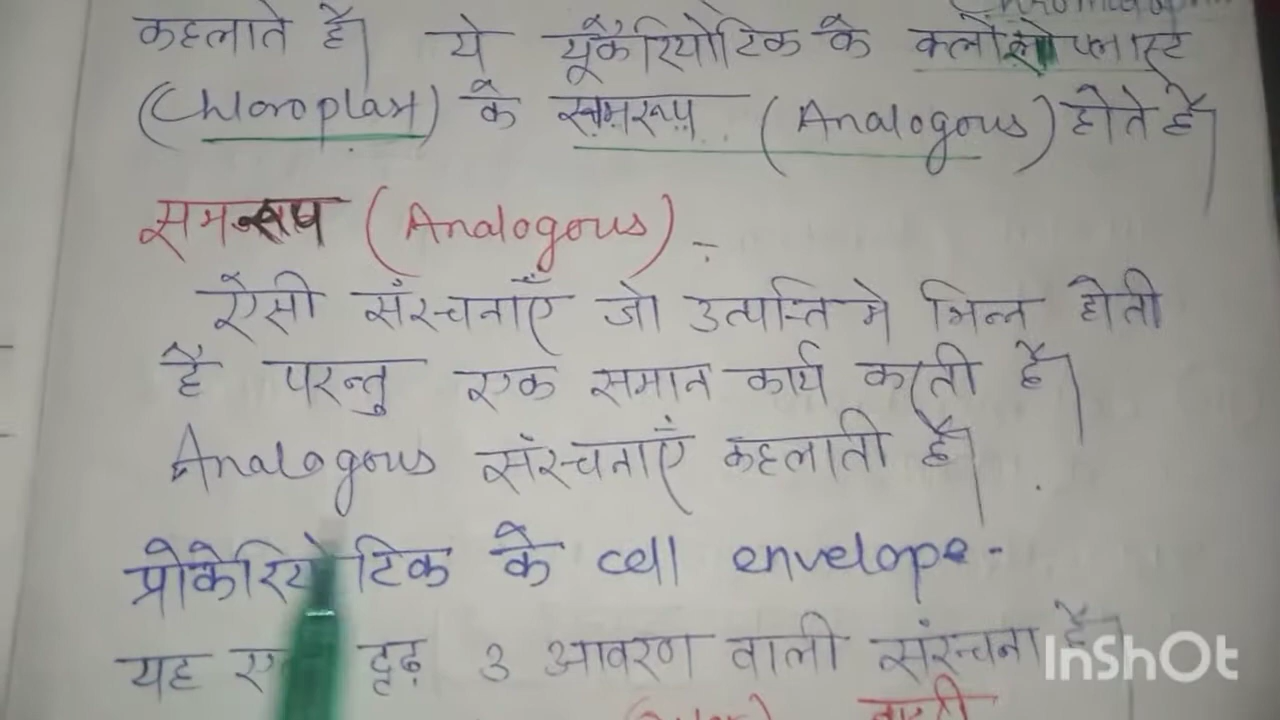 कहलाते है। ये यूकैरियोटिक के क्लोरोप्लास्ट
(Chloroplast) के समरूप (Analogous) होते है।
समरूप (Analogous) -
ऐसी संरचनाएँ जो उत्पत्ति मे भिन्न होती
है परन्तु एक समान कार्य करती है।
Analogous संरचनाएं कहलाती है।
प्रोकेरियोटिक के cell envelope -
यह दृढ़ 3 आवरण वाली संरचना है।
InShOt